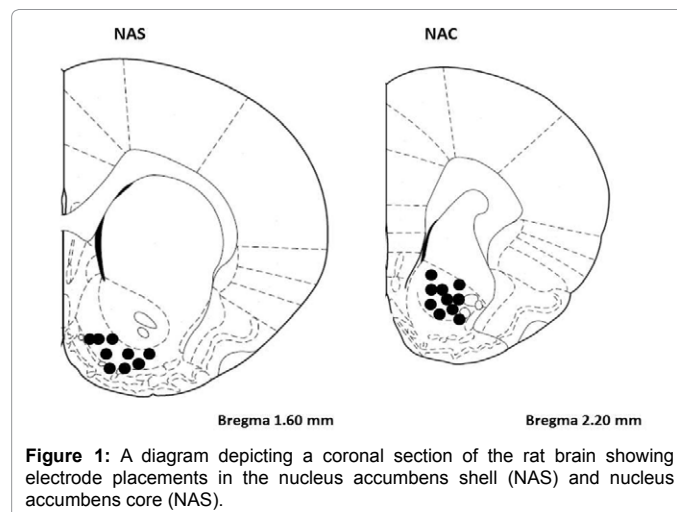 NAS
NAC
Bregma 1.60 mm
Bregma 2.20 mm
Figure 1: A diagram depicting a coronal section of the rat brain showing
electrode placements in the nucleus accumbens shell (NAS) and nucleus
accumbens core (NAS).